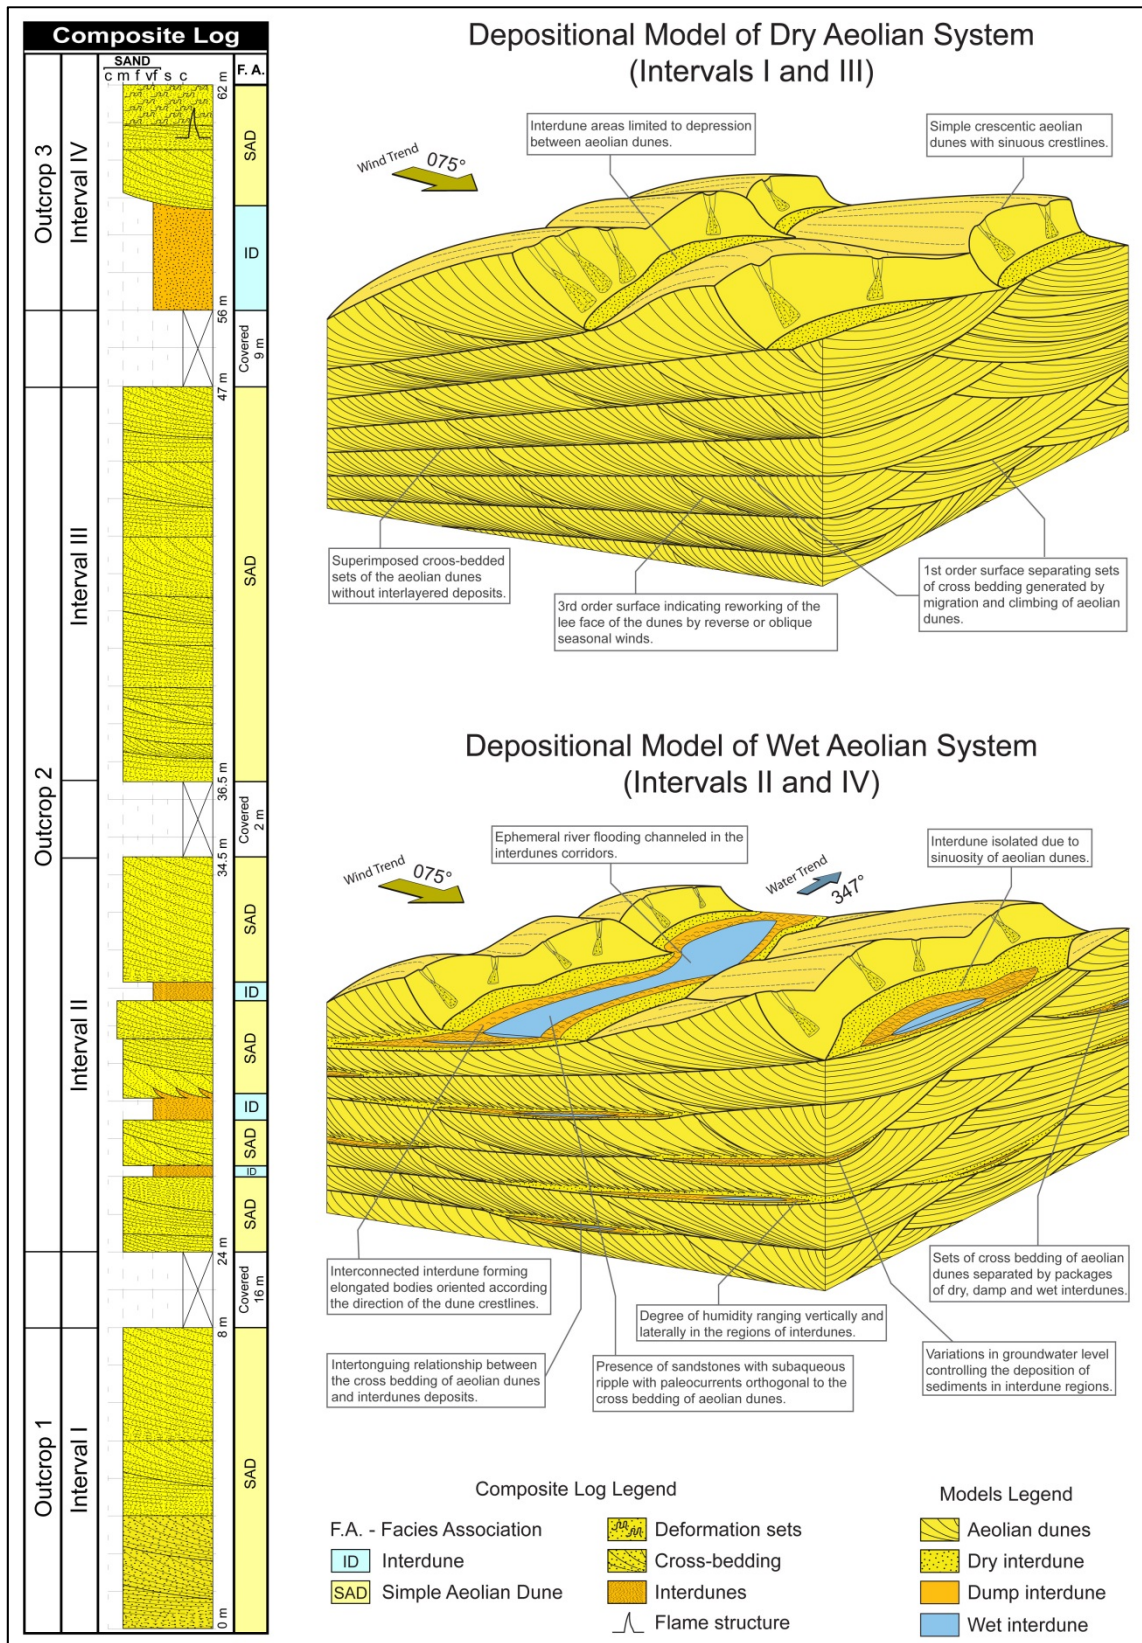 Composite Log
SAND
c m f vf s c
F. A.
Outcrop 3
Interval IV
62 m
SAD
ID
56 m
Covered
9 m
47 m
Outcrop 2
Interval III
SAD
36.5 m
Covered
2 m
34.5 m
Interval II
SAD
ID
SAD
ID
SAD
ID
SAD
24 m
Covered
16 m
8 m
Outcrop 1
Interval I
SAD
0 m
Depositional Model of Dry Aeolian System
(Intervals I and III)
Wind Trend
075°
Interdune areas limited to depression
between aeolian dunes.
Simple crescentic aeolian
dunes with sinuous crestlines.
Superimposed croos-bedded
sets of the aeolian dunes
without interlayered deposits.
3rd order surface indicating reworking of the
lee face of the dunes by reverse or oblique
seasonal winds.
1st order surface separating sets
of cross bedding generated by
migration and climbing of aeolian
dunes.
Depositional Model of Wet Aeolian System
(Intervals II and IV)
Ephemeral river flooding channeled in the
interdunes corridors.
Interdune isolated due to
sinuosity of aeolian dunes.
Wind Trend
075°
Water Trend
347°
Interconnected interdune forming
elongated bodies oriented according
the direction of the dune crestlines.
Intertonguing relationship between
the cross bedding of aeolian dunes
and interdunes deposits.
Degree of humidity ranging vertically and
laterally in the regions of interdunes.
Presence of sandstones with subaqueous
ripple with paleocurrents orthogonal to the
cross bedding of aeolian dunes.
Sets of cross bedding of aeolian
dunes separated by packages
of dry, damp and wet interdunes.
Variations in groundwater level
controlling the deposition of
sediments in interdune regions.
Composite Log Legend
F.A. - Facies Association
ID Interdune
SAD Simple Aeolian Dune
Deformation sets
Cross-bedding
Interdunes
Flame structure
Models Legend
Aeolian dunes
Dry interdune
Dump interdune
Wet interdune